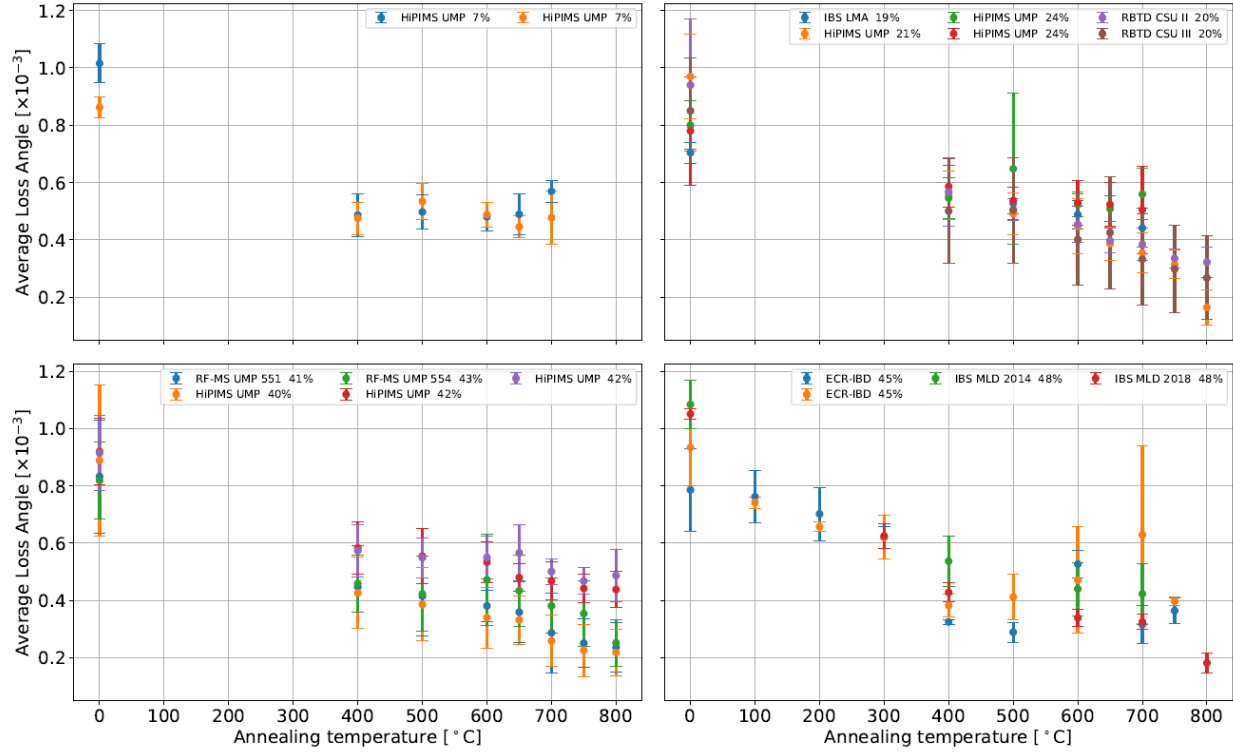 1.2
1.0
0.8
0.6
0.4
0.2
Average Loss Angle [×10⁻³]
HiPIMS UMP 7% HiPIMS UMP 7%
IBS LMA 19% HiPIMS UMP 24% RBTD CSU II 20%
HiPIMS UMP 21% HiPIMS UMP 24% RBTD CSU III 20%
1.2
1.0
0.8
0.6
0.4
0.2
Average Loss Angle [×10⁻³]
RF-MS UMP 551 41% RF-MS UMP 554 43% HiPIMS UMP 42%
HiPIMS UMP 40% HiPIMS UMP 42%
0 100 200 300 400 500 600 700 800
Annealing temperature [°C]
ECR-IBD 45% IBS MLD 2014 48% IBS MLD 2018 48%
ECR-IBD 45%
0 100 200 300 400 500 600 700 800
Annealing temperature [°C]